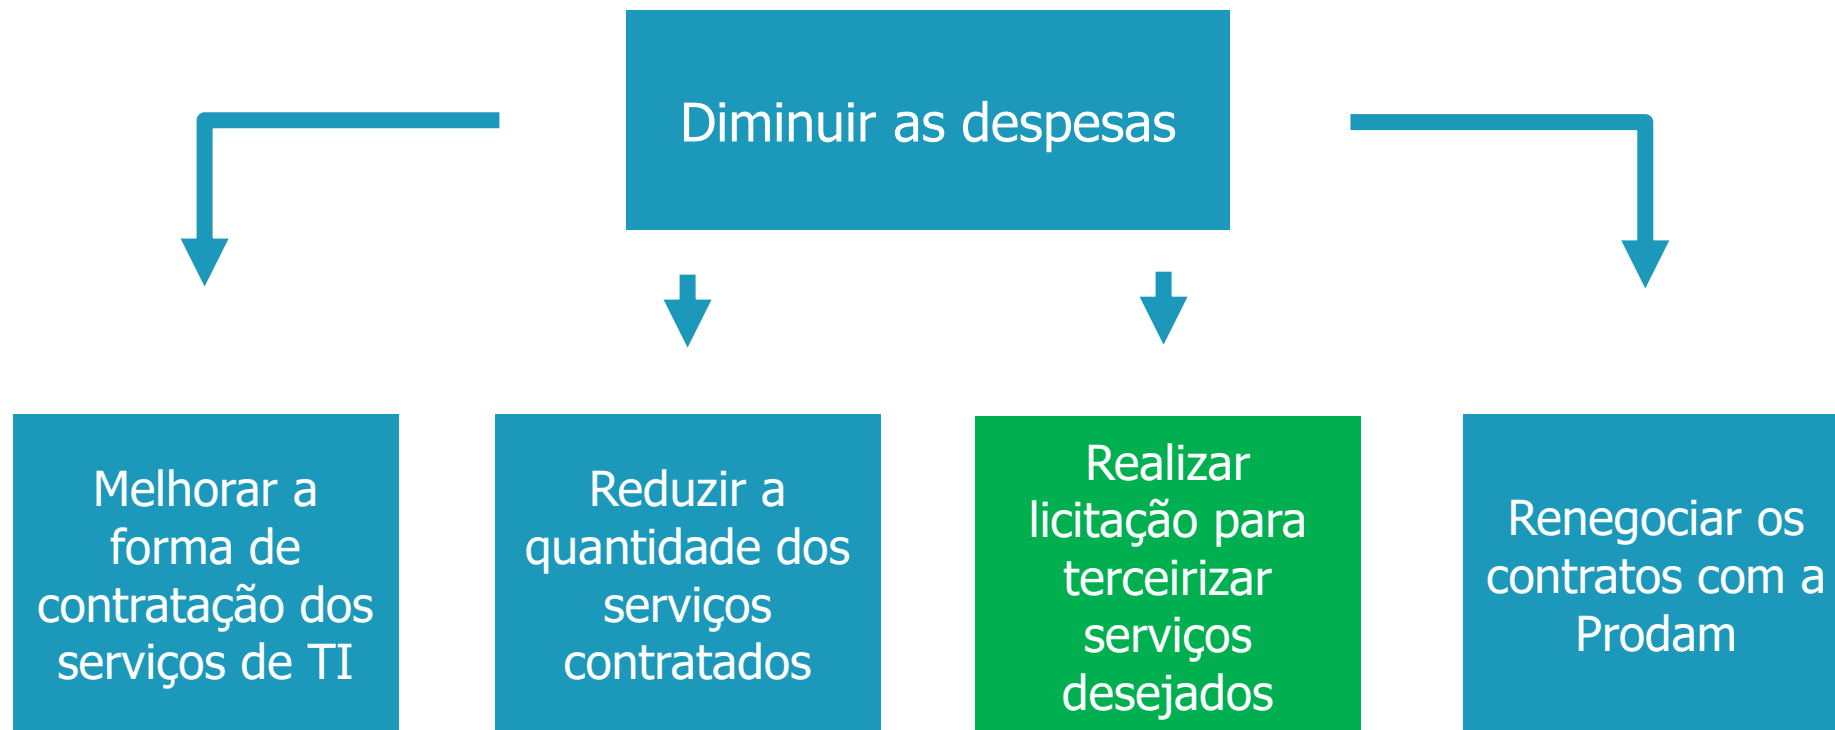 Diminuir as despesas
Melhorar a
forma de
contratação dos
serviços de TI
Reduzir a
quantidade dos
serviços
contratados
Realizar
licitação para
terceirizar
serviços
desejados
Renegociar os
contratos com a
Prodam